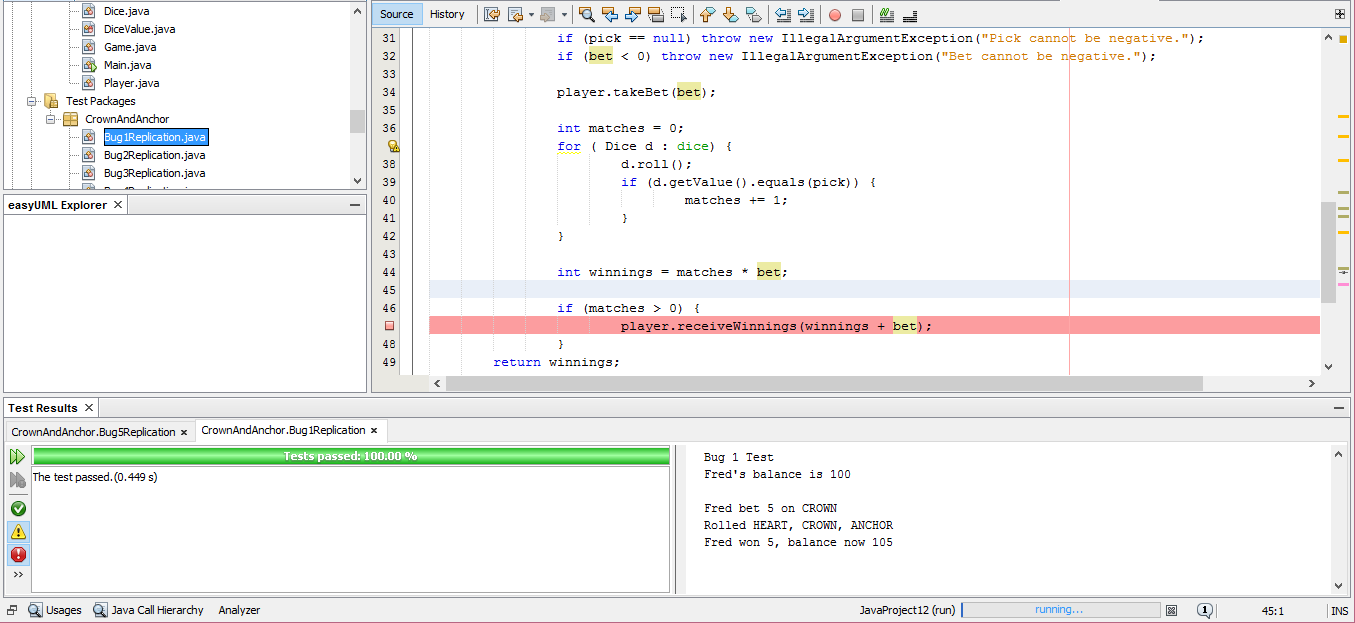 Dice.java
DiceValue.java
Game.java
Main.java
Player.java
Test Packages
CrownAndAnchor
Bug1Replication.java
Bug2Replication.java
Bug3Replication.java
easyUML Explorer
Source History
31 if (pick == null) throw new IllegalArgumentException("Pick cannot be negative.");
32 if (bet < 0) throw new IllegalArgumentException("Bet cannot be negative.");
33
34 player.takeBet(bet);
35
36 int matches = 0;
for ( Dice d : dice) {
38 d.roll();
39 if (d.getValue().equals(pick)) {
40 matches += 1;
41 }
42 }
43
44 int winnings = matches * bet;
45
46 if (matches > 0) {
player.receiveWinnings(winnings + bet);
48 }
49 return winnings;
Test Results
CrownAndAnchor.Bug5Replication CrownAndAnchor.Bug1Replication
Tests passed: 100.00 %
The test passed.(0.449 s)
Bug 1 Test
Fred's balance is 100
Fred bet 5 on CROWN
Rolled HEART, CROWN, ANCHOR
Fred won 5, balance now 105
Usages Java Call Hierarchy Analyzer JavaProject12 (run) running... 1 45:1 INS